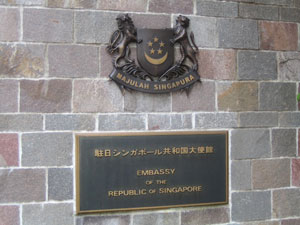 MAJULAH SINGAPURA
駐日シンガポール共和国大使館
EMBASSY
OF THE
REPUBLIC OF SINGAPORE